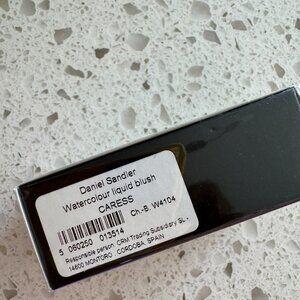 Daniel Sandler
Watercolour liquid blush
CARESS
Ch.-B. W4104
5 060250 013514
Responsible person CRM Trading Subsidiary SL -
14600 MONTORO, CORDOBA, SPAIN